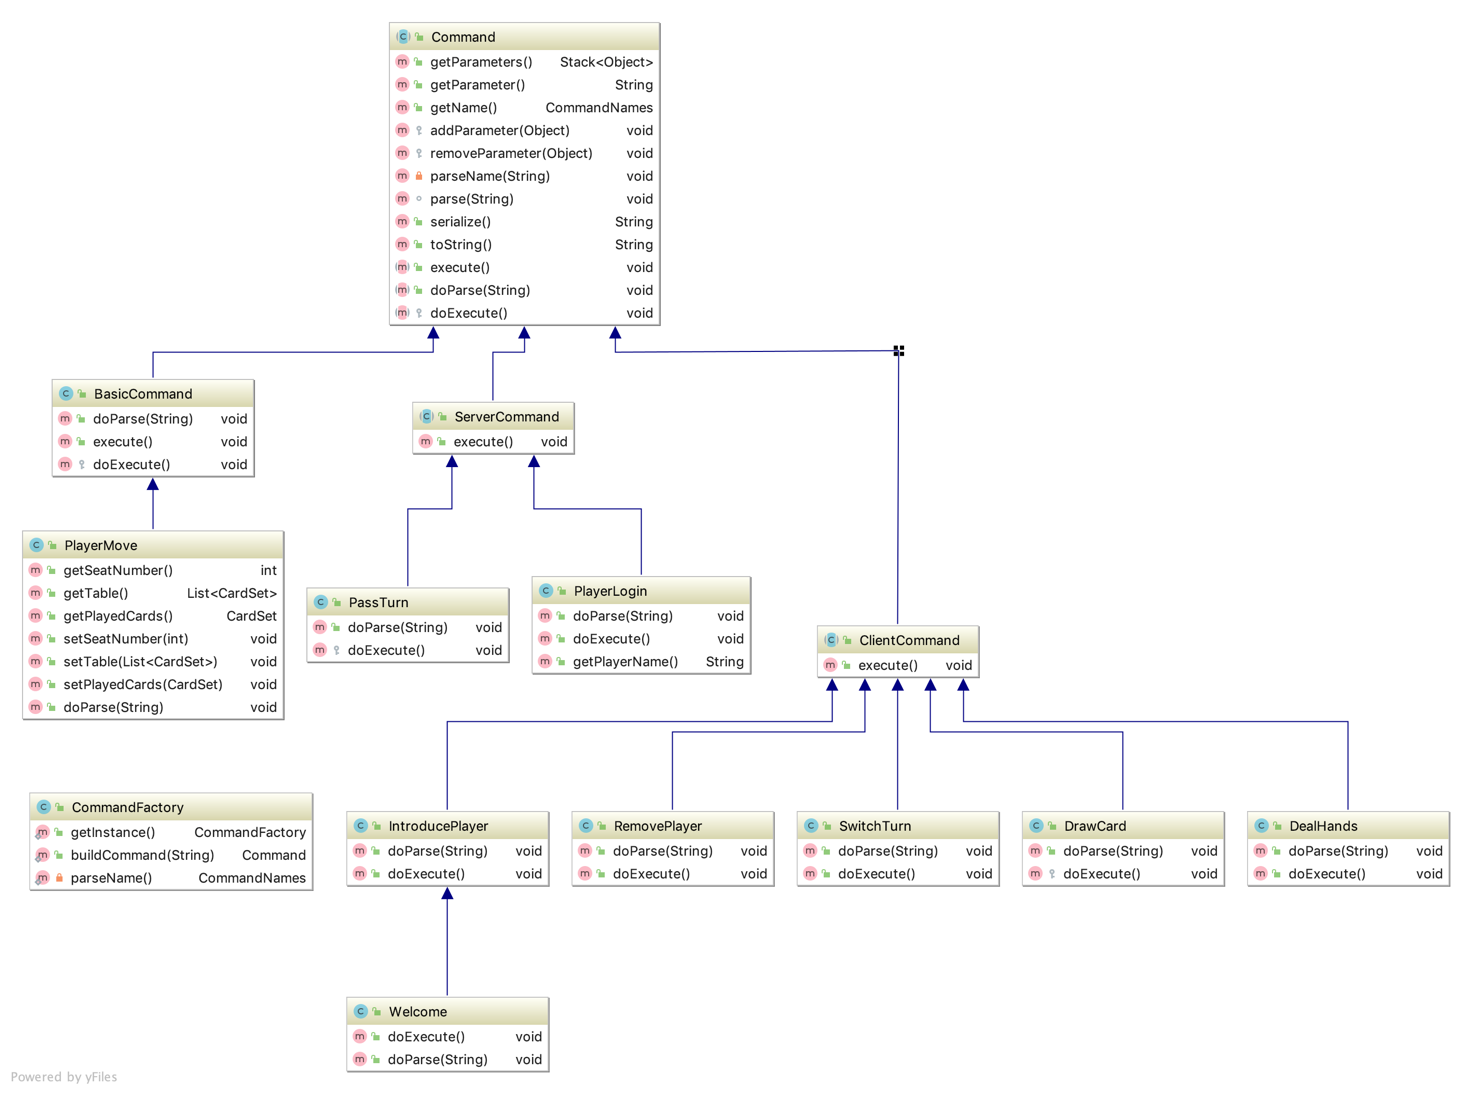 Command
getParameters() Stack<Object>
getParameter() String
getName() CommandNames
addParameter(Object) void
removeParameter(Object) void
parseName(String) void
parse(String) void
serialize() String
toString() String
execute() void
doParse(String) void
doExecute() void
BasicCommand
doParse(String) void
execute() void
doExecute() void
ServerCommand
execute() void
PlayerMove
getSeatNumber() int
getTable() List<CardSet>
getPlayedCards() CardSet
setSeatNumber(int) void
setTable(List<CardSet>) void
setPlayedCards(CardSet) void
doParse(String) void
PassTurn
doParse(String) void
doExecute() void
PlayerLogin
doParse(String) void
doExecute() void
getPlayerName() String
ClientCommand
execute() void
CommandFactory
getInstance() CommandFactory
buildCommand(String) Command
parseName() CommandNames
IntroducePlayer
doParse(String) void
doExecute() void
RemovePlayer
doParse(String) void
doExecute() void
SwitchTurn
doParse(String) void
doExecute() void
DrawCard
doParse(String) void
doExecute() void
DealHands
doParse(String) void
doExecute() void
Welcome
doExecute() void
doParse(String) void
Powered by yFiles